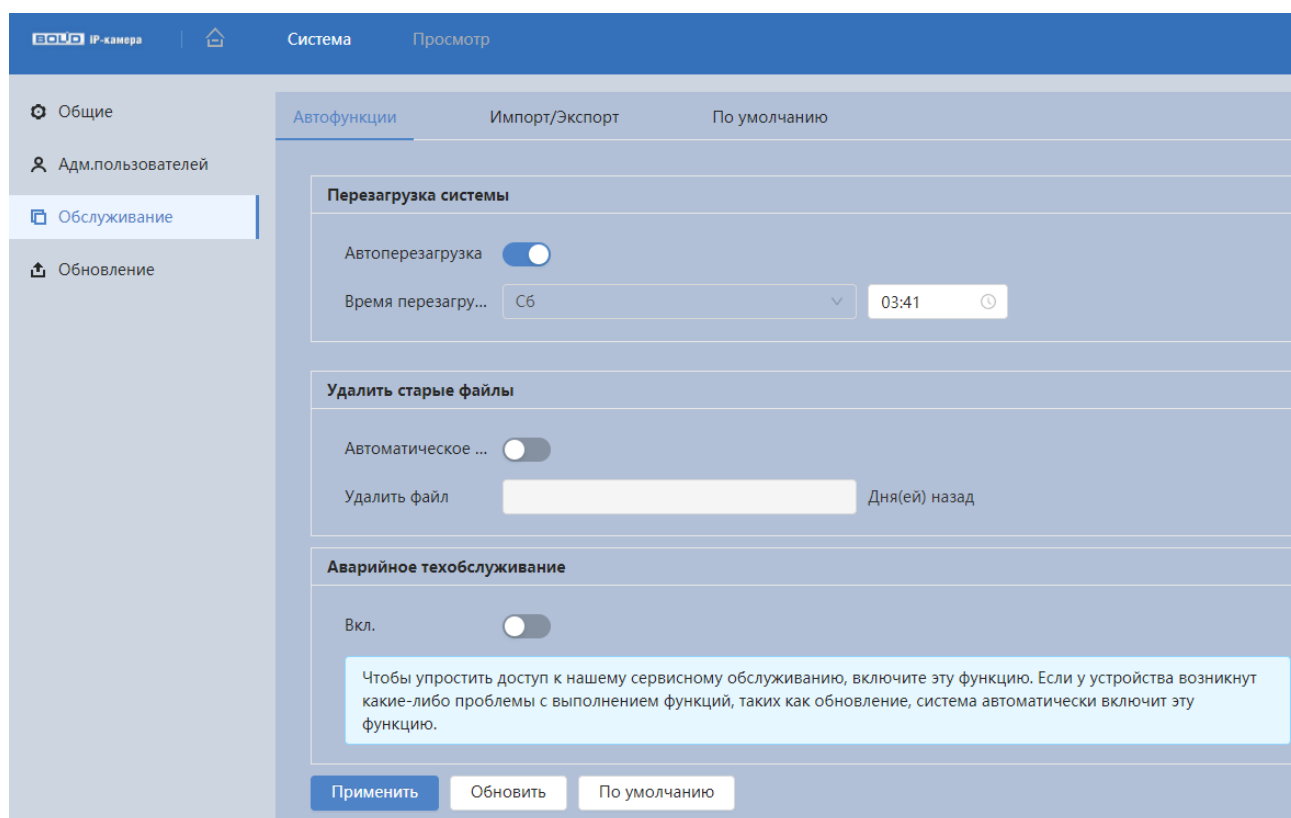 BOLID IP-камера
Система
Просмотр
Общие
Адм.пользователей
Обслуживание
Обновление
Автофункции
Импорт/Экспорт
По умолчанию
Перезагрузка системы
Автоперезагрузка
Время перезагру... Сб 03:41
Удалить старые файлы
Автоматическое ...
Удалить файл Дня(ей) назад
Аварийное техобслуживание
Вкл.
Чтобы упростить доступ к нашему сервисному обслуживанию, включите эту функцию. Если у устройства возникнут
какие-либо проблемы с выполнением функций, таких как обновление, система автоматически включит эту
функцию.
Применить
Обновить
По умолчанию